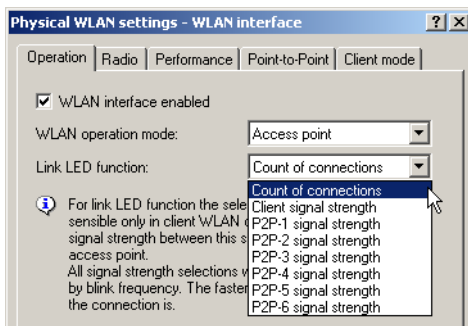 Physical WLAN settings - WLAN interface
Operation Radio Performance Point-to-Point Client mode
WLAN interface enabled
WLAN operation mode: Access point
Link LED function: Count of connections
Count of connections
Client signal strength
P2P-1 signal strength
P2P-2 signal strength
P2P-3 signal strength
P2P-4 signal strength
P2P-5 signal strength
P2P-6 signal strength
For link LED function the
sensible only in client WLAN
signal strength between this
access point.
All signal strength selections
by blink frequency. The
the connection is.